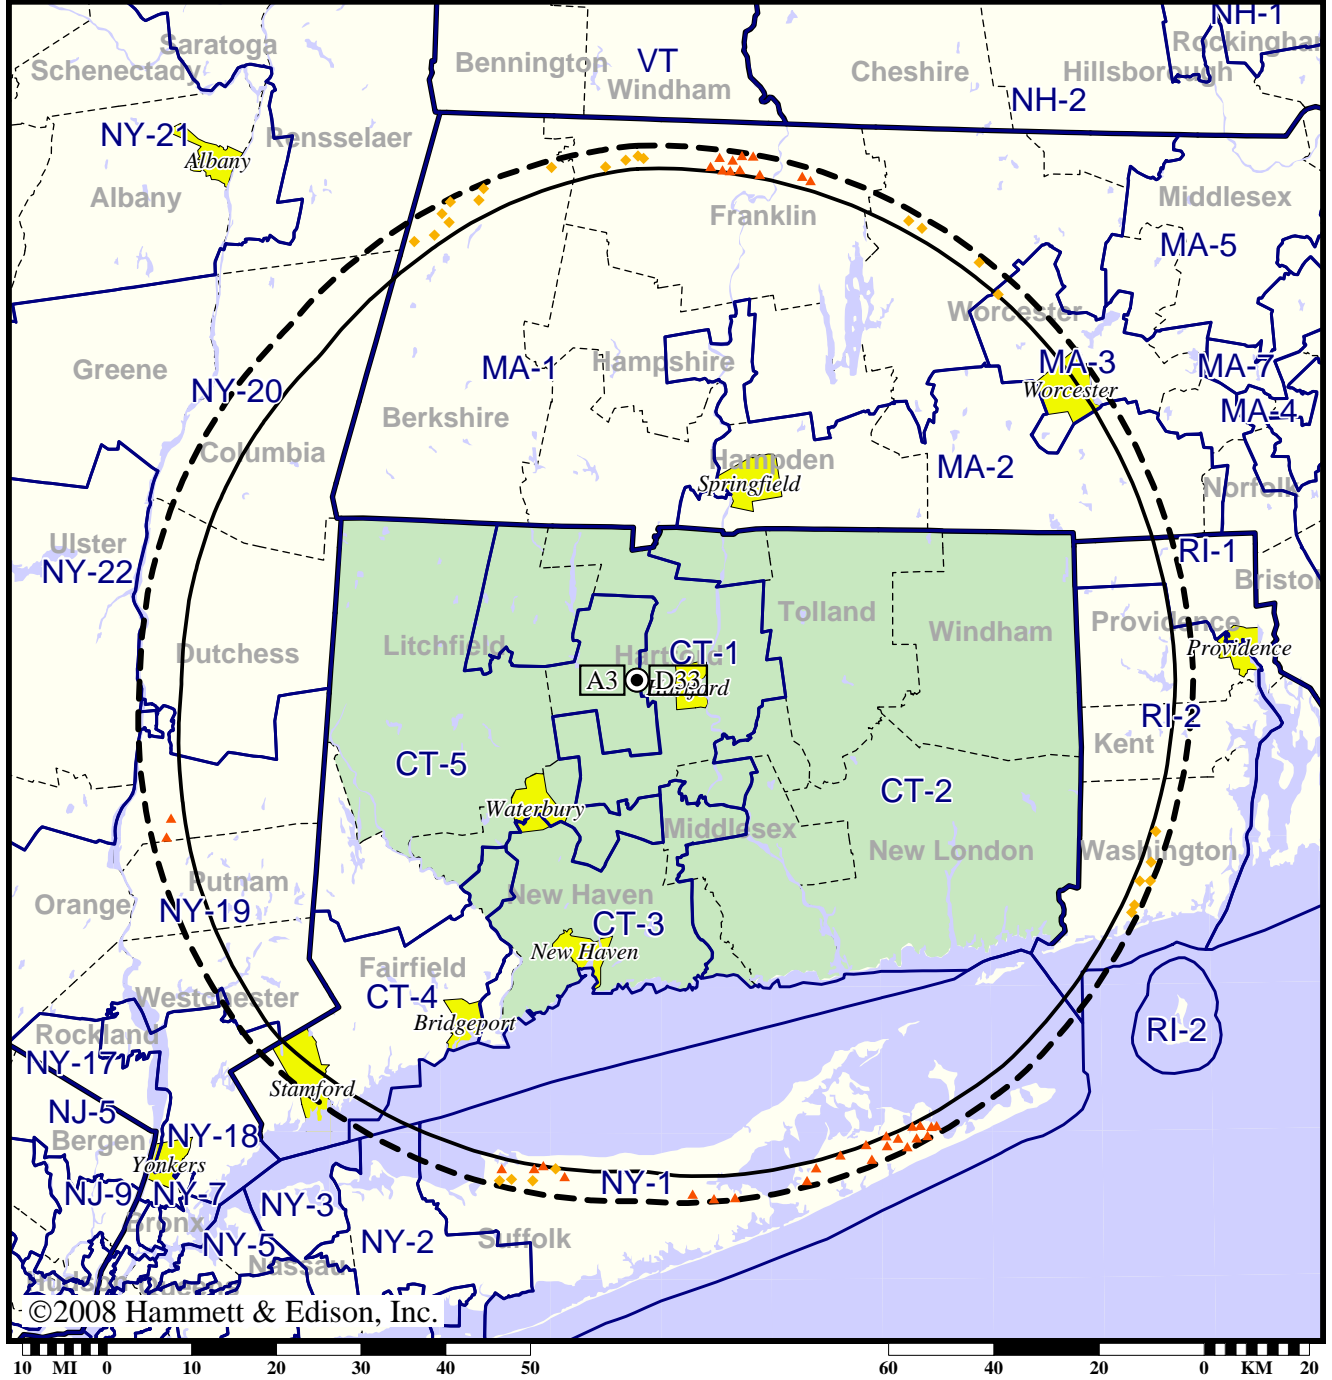 NH-1
Saratoga
Rockingham
Bennington
VT
Schenectady
Cheshire
Hillsborough
Windham
NH-2
NY-21
Rensselaer
Albany
Albany
Middlesex
Franklin
MA-5
Worcester
Hampshire
MA-3
MA-7
Greene
MA-1
NY-20
Worcester
MA-4
Berkshire
Columbia
Hampden
MA-2
Springfield
Norfolk
Ulster
RI-1
NY-22
Bristol
Tolland
Providence
Windham
Litchfield
Dutchess
Hartford
CT-1
Providence
A3
D33
Hartford
RI-2
Kent
CT-5
CT-2
Waterbury
Middlesex
New London
Washington
Putnam
New Haven
Orange
NY-19
CT-3
New Haven
Fairfield
CT-4
Westchester
Bridgeport
Rockland
RI-2
NY-17
Stamford
NJ-5
NY-18
Bergen
Yonkers
NY-1
NJ-9
NY-7
NY-3
Bronx
NY-5
NY-2
Suffolk
Nassau
Hudson
Queens
©2008 Hammett & Edison, Inc.
10 MI 0 10 20 30 40 50 60 40 20 0 KM 20